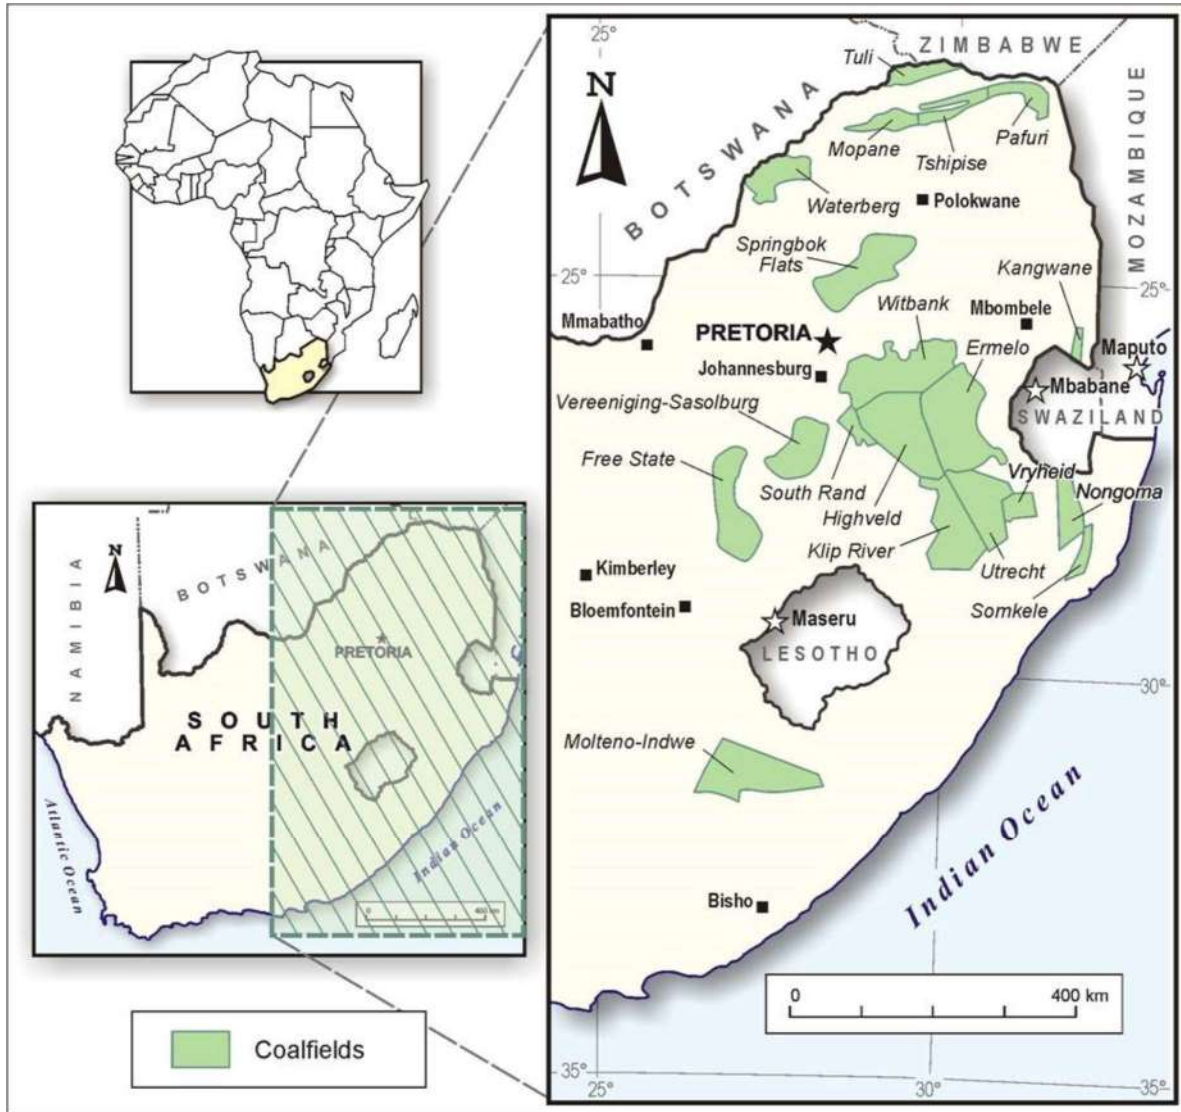 25°
ZIMBABWE
Tuli
N
BOTSWANA
MOZAMBIQUE
Mopane
Tshipise
Pafuri
Waterberg
Polokwane
Springbok
Flats
Kangwane
25°
25°
Witbank
Mbombele
Mmabatho
PRETORIA
Ermelo
Maputo
Johannesburg
Mbabane
SWAZILAND
Vereeniging-Sasolburg
Free State
Vryheid
South Rand
Nongoma
Highveld
Klip River
Utrecht
Kimberley
Somkele
Bloemfontein
Maseru
LESOTHO
30°
Molteno-Indwe
Indian Ocean
Bisho
0 400 km
35°
25°
30°
35°
N
NAMIBIA
BOTSWANA
PRETORIA
SOUTH
AFRICA
Atlantic Ocean
Indian Ocean
0 400 km
Coalfields